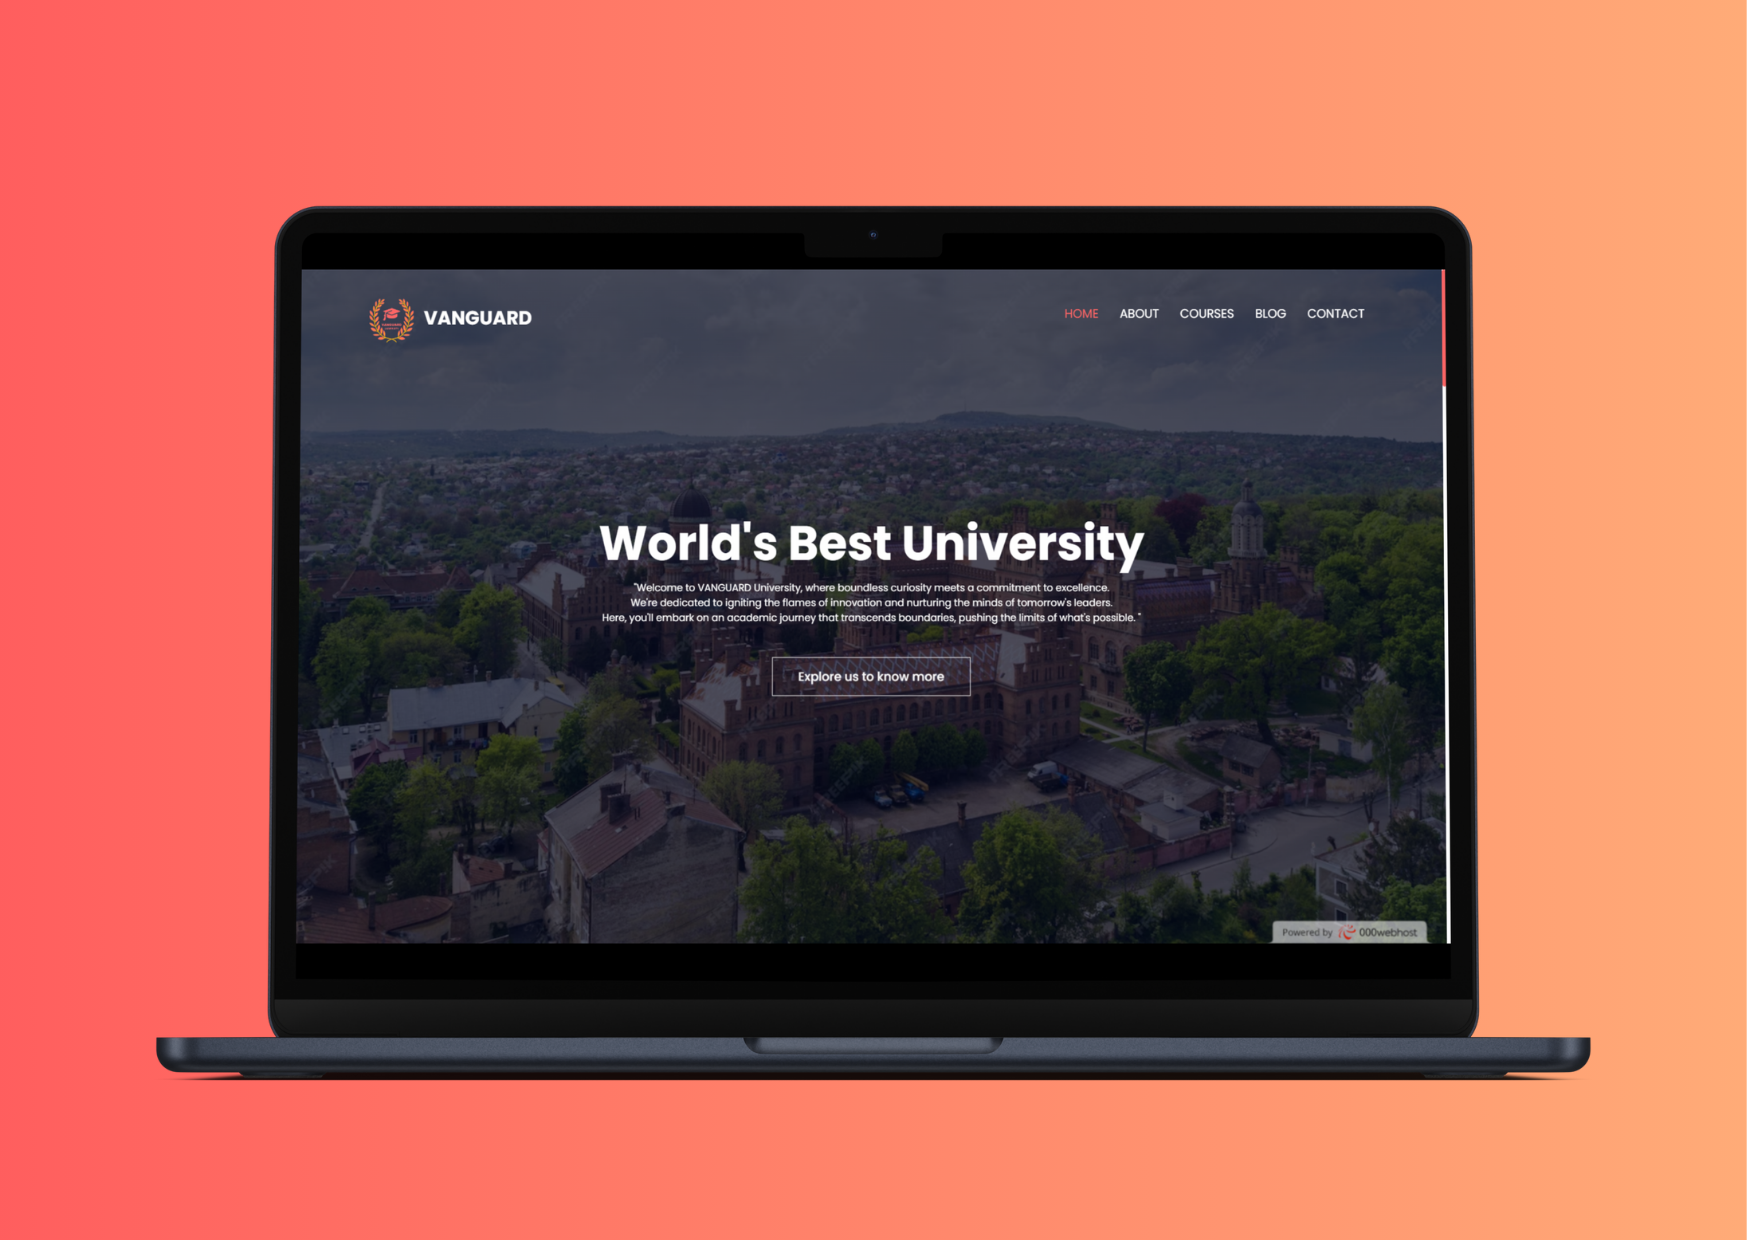 VANGUARD
HOME ABOUT COURSES BLOG CONTACT
World's Best University
"Welcome to VANGUARD University, where boundless curiosity meets a commitment to excellence.
We're dedicated to igniting the flames of innovation and nurturing the minds of tomorrow's leaders.
Here, you'll embark on an academic journey that transcends boundaries, pushing the limits of what's possible. "
Explore us to know more
Powered by 000webhost